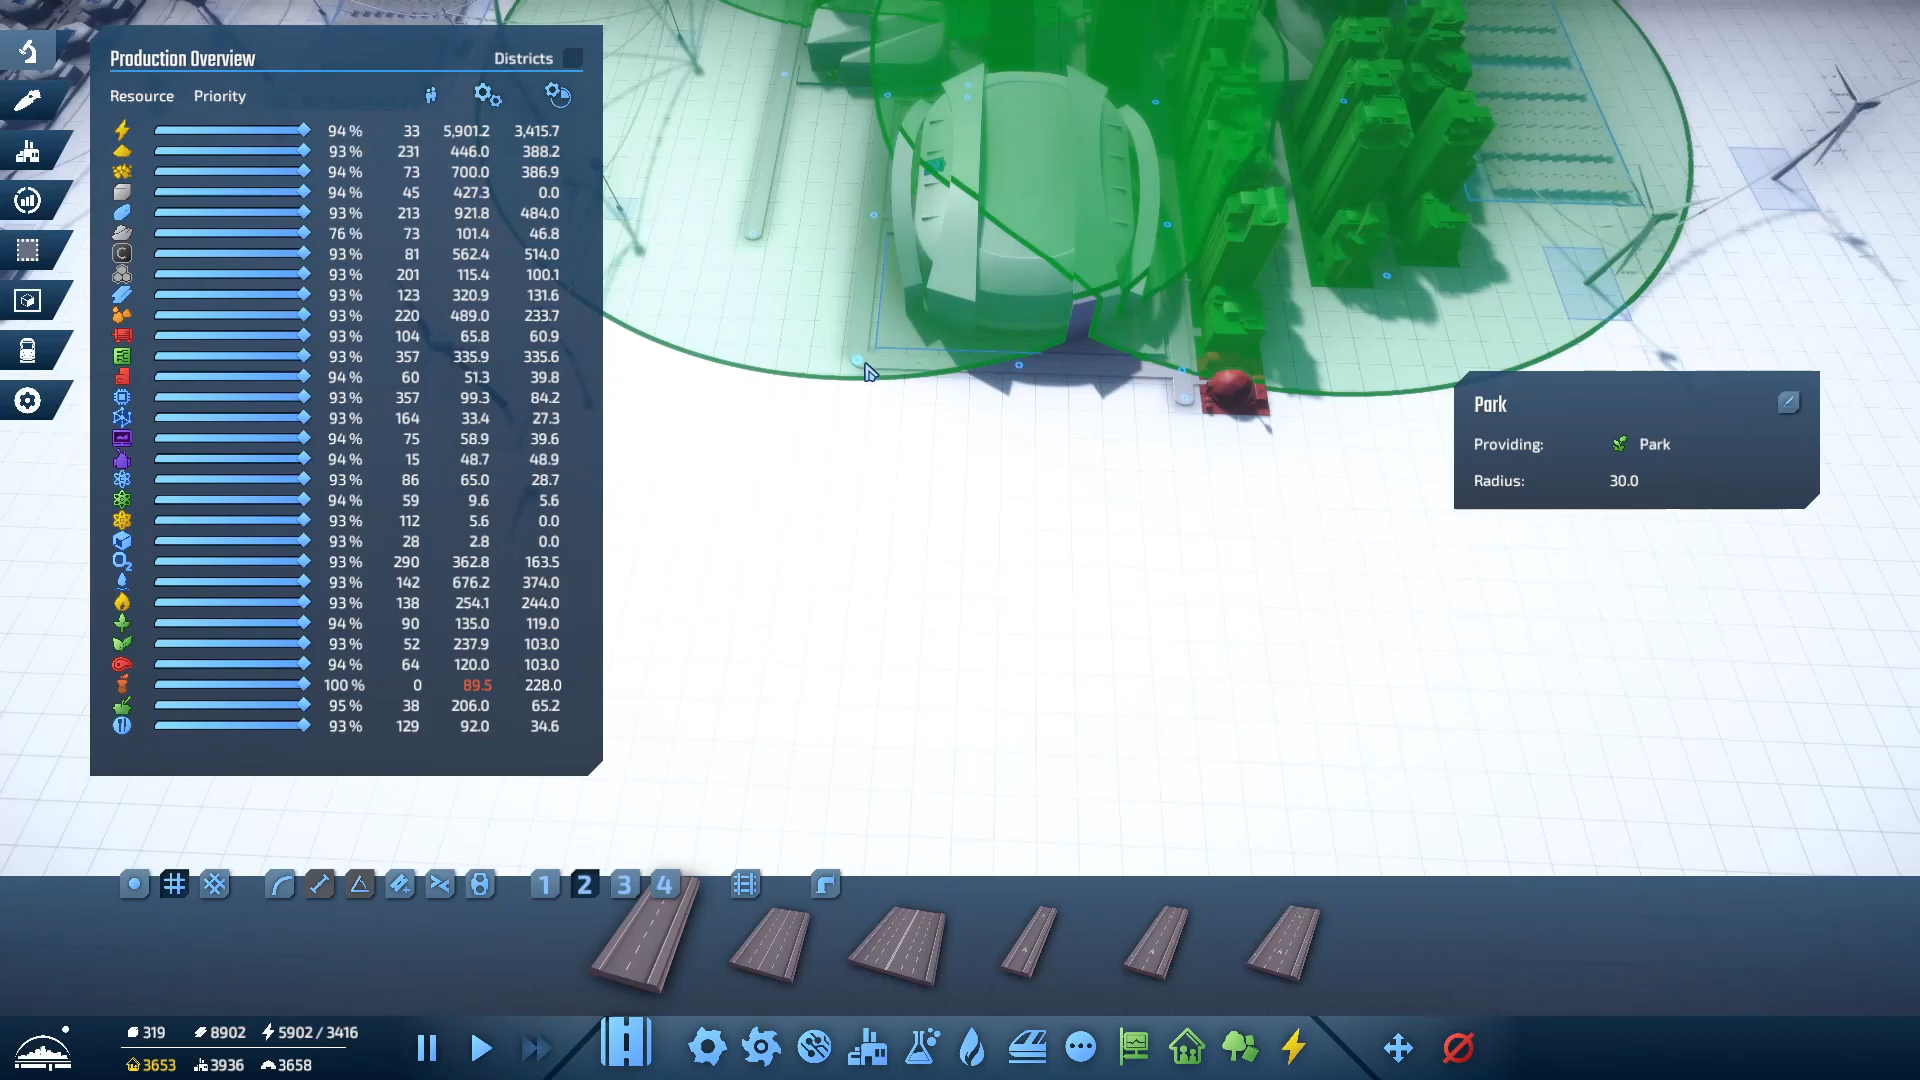 Production Overview
Districts
Resource Priority
94 % 33 5,901.2 3,415.7
93 % 231 446.0 388.2
94 % 73 700.0 386.9
94 % 45 427.3 0.0
93 % 213 921.8 484.0
76 % 73 101.4 46.8
C 93 % 81 562.4 514.0
93 % 201 115.4 100.1
93 % 123 320.9 131.6
93 % 220 489.0 233.7
93 % 104 65.8 60.9
93 % 357 335.9 335.6
94 % 60 51.3 39.8
93 % 357 99.3 84.2
93 % 164 33.4 27.3
94 % 75 58.9 39.6
94 % 15 48.7 48.9
93 % 86 65.0 28.7
94 % 59 9.6 5.6
93 % 112 5.6 0.0
93 % 28 2.8 0.0
O2 93 % 290 362.8 163.5
93 % 142 676.2 374.0
93 % 138 254.1 244.0
94 % 90 135.0 119.0
93 % 52 237.9 103.0
94 % 64 120.0 103.0
100 % 0 89.5 228.0
95 % 38 206.0 65.2
93 % 129 92.0 34.6
Park
Providing: Park
Radius: 30.0
1 2 3 4
319 8902 5902 / 3416
3653 3936 3658